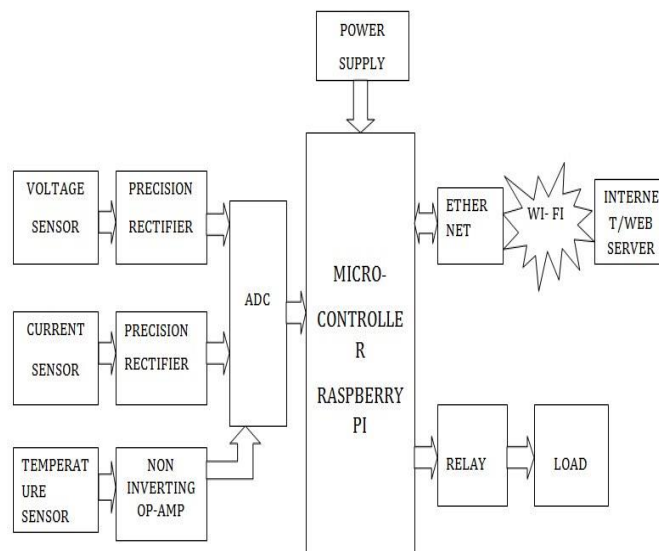 POWER
SUPPLY
VOLTAGE
SENSOR
PRECISION
RECTIFIER
ADC
CURRENT
SENSOR
PRECISION
RECTIFIER
TEMPERAT
URE
SENSOR
NON
INVERTING
OP-AMP
MICRO-
CONTROLLE
R
RASPBERRY
PI
ETHER
NET
WI- FI
INTERNE
T/WEB
SERVER
RELAY
LOAD